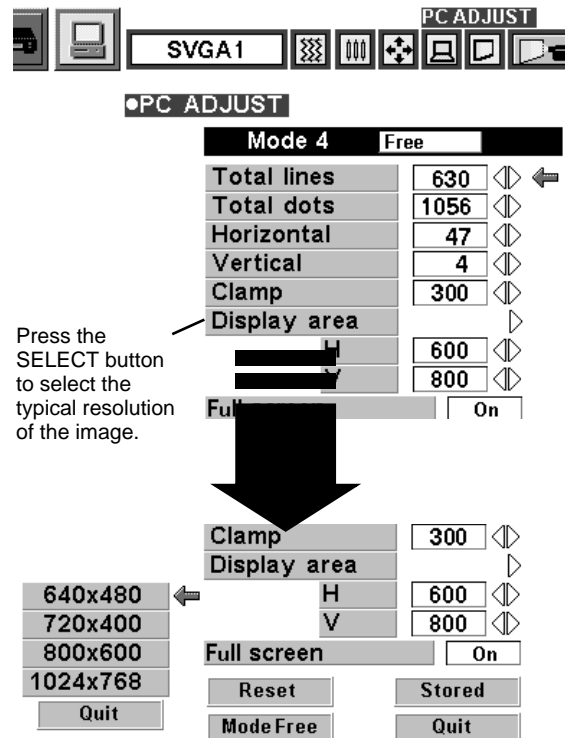 PC ADJUST
SVGA1
●PC ADJUST
Mode 4 Free
Total lines 630
Total dots 1056
Horizontal 47
Vertical 4
Clamp 300
Display area
H 600
V 800
Full screen On
Press the
SELECT button
to select the
typical resolution
of the image.
Clamp 300
Display area
H 600
V 800
Full screen On
Reset Stored
Mode Free Quit
640x480
720x400
800x600
1024x768
Quit